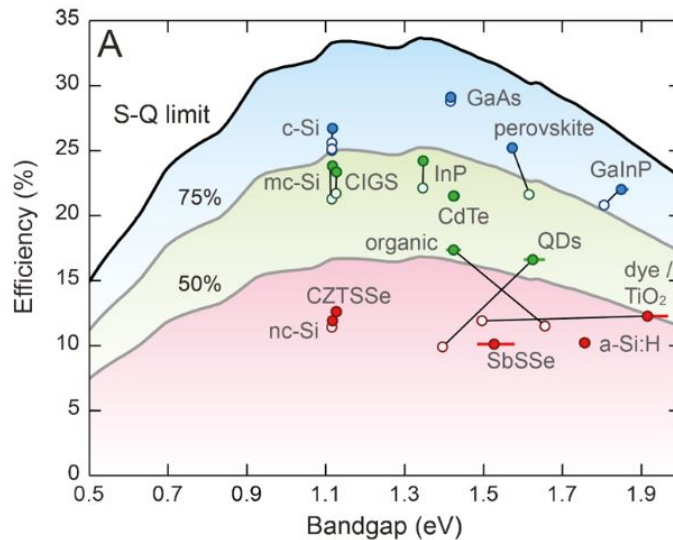 A
S-Q limit
75%
50%
c-Si
GaAs
perovskite
mc-Si
CIGS
InP
GaInP
CdTe
organic
QDs
dye /
TiO₂
CZTSSe
nc-Si
SbSSe
a-Si:H
Efficiency (%)
35
30
25
20
15
10
5
0
0.5
0.7
0.9
1.1
1.3
1.5
1.7
1.9
Bandgap (eV)